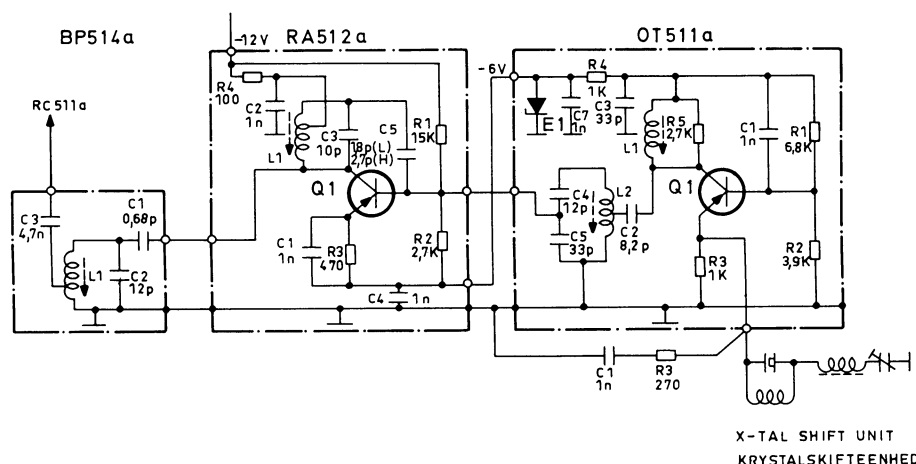 BP514a
RA512a
OT511a
-12V
-6V
RC511a
R4
100
C2
1n
L1
C3
10p
18p(L)
2,7p(H)
C5
R1
15K
Q1
C1
1n
R3
470
R2
2,7K
C4
1n
C3
4,7n
C1
0,68p
L1
C2
12p
E1
C7
1n
R4
1K
C3
33p
L1
R5
2,7K
C1
1n
R1
6,8K
Q1
C4
12p
L2
C5
33p
C2
8,2p
R3
1K
R2
3,9K
C1
1n
R3
270
X-TAL SHIFT UNIT
KRYSTALSKIFTEENHED